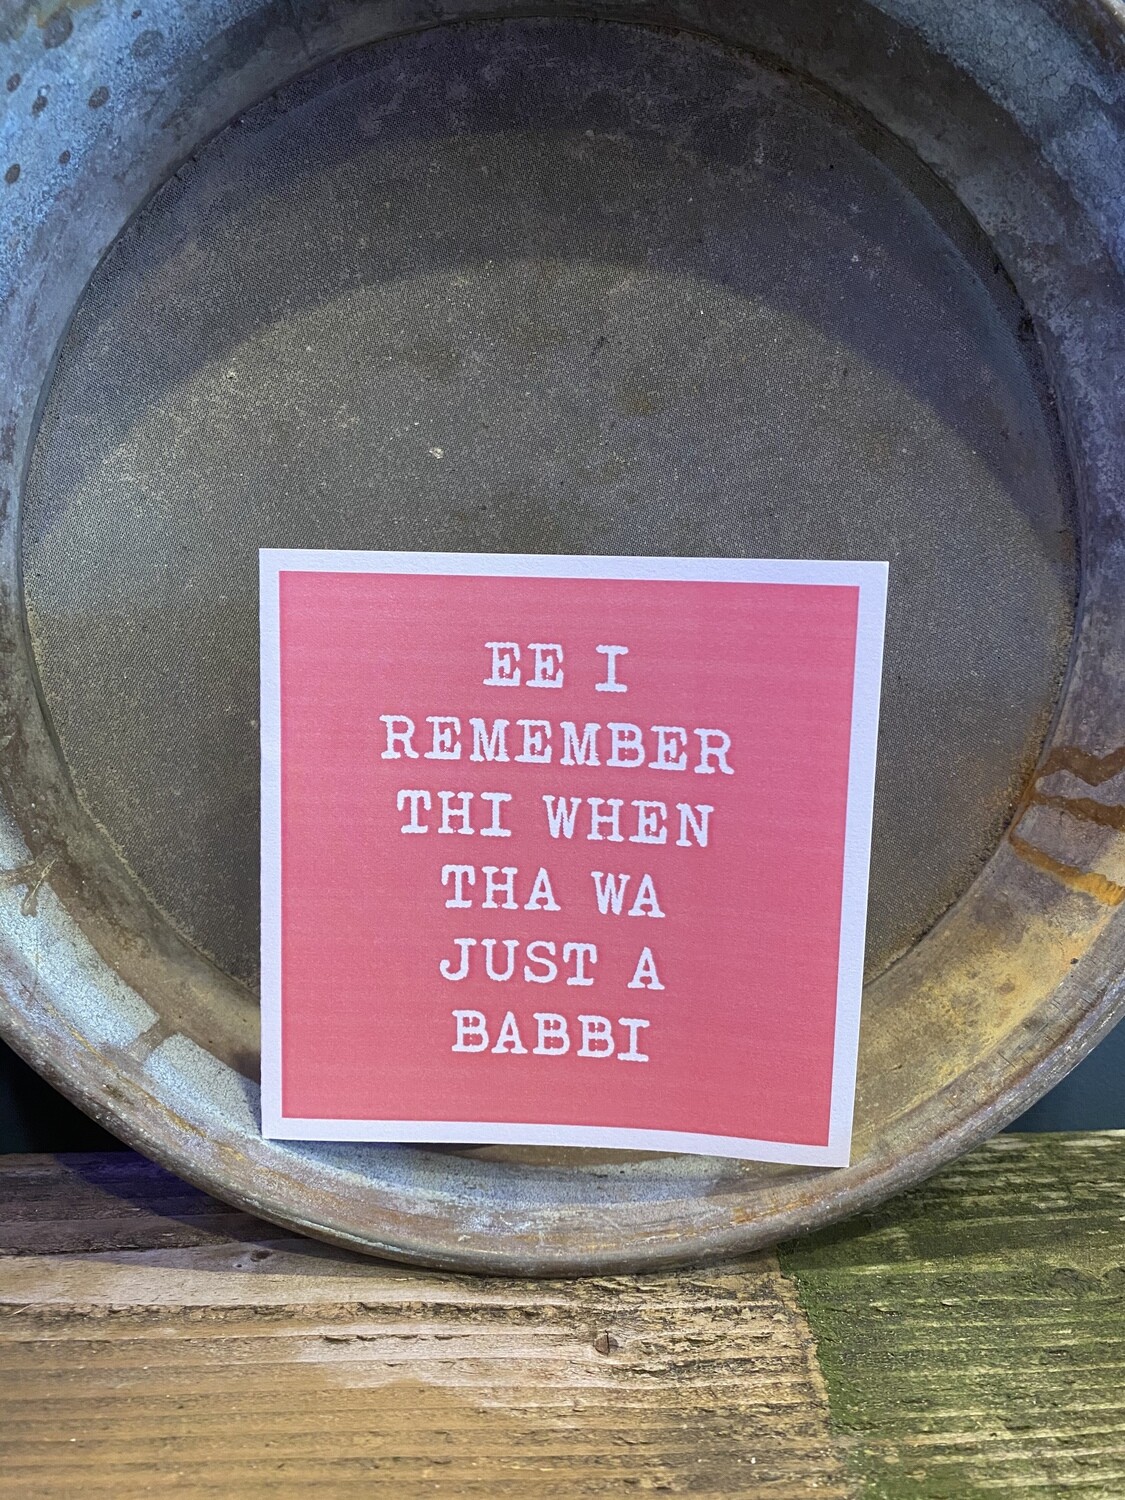 EE I
REMEMBER
THI WHEN
THA WA
JUST A
BABBI